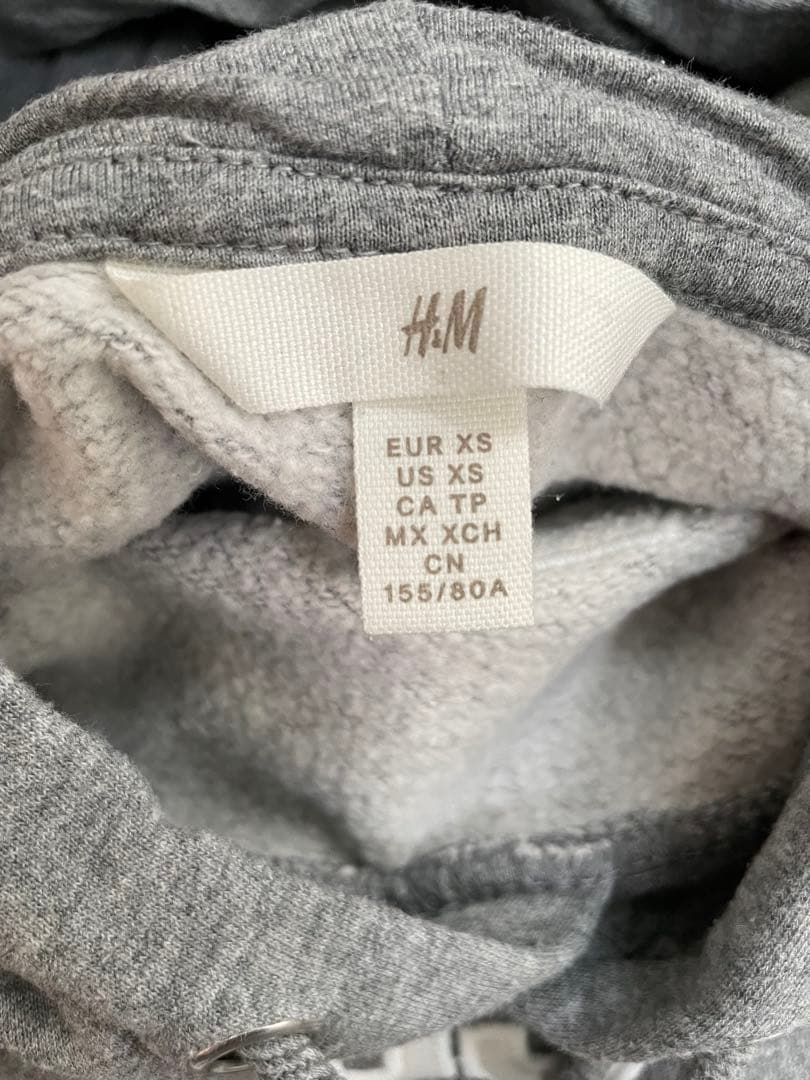 H&M
EUR XS
US XS
CA TP
MX XCH
CN
155/80A